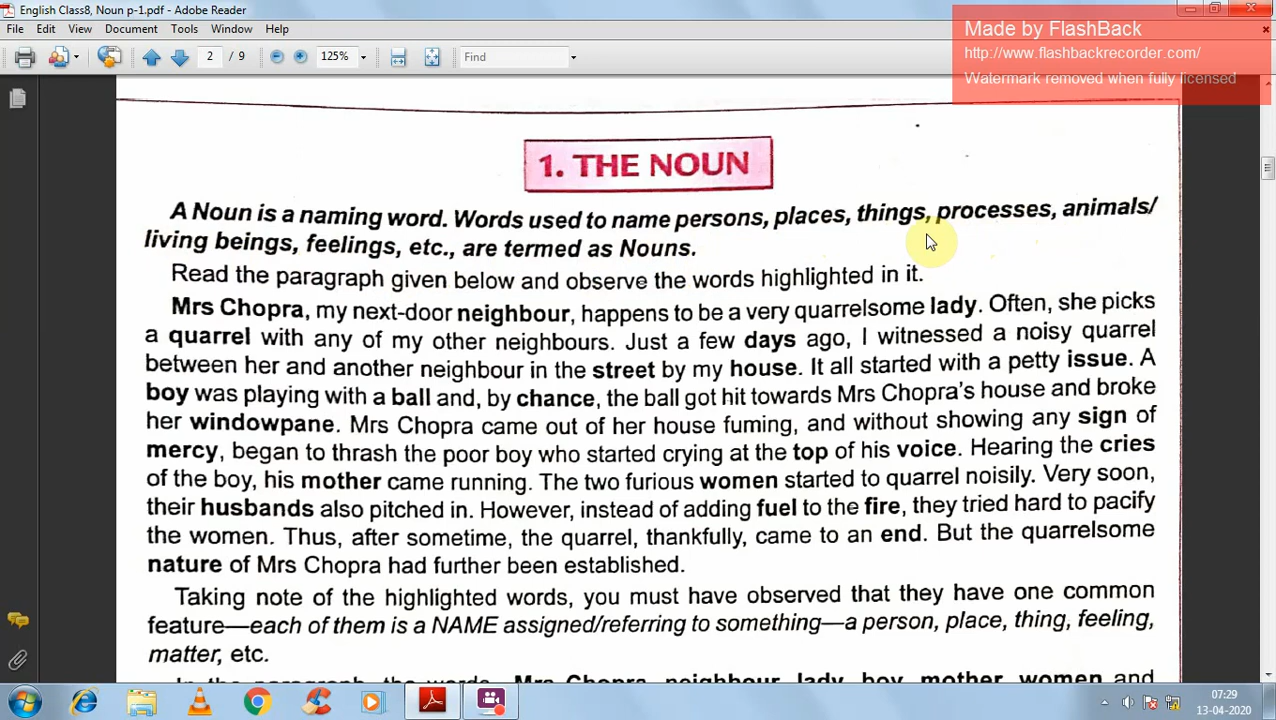 English Class8, Noun p-1.pdf - Adobe Reader
File Edit View Document Tools Window Help
2 / 9 125% Find
Made by FlashBack
http://www.flashbackrecorder.com/
Watermark removed when fully licensed
1. THE NOUN
A Noun is a naming word. Words used to name persons, places, things, processes, animals/
living beings, feelings, etc., are termed as Nouns.
Read the paragraph given below and observe the words highlighted in it.
Mrs Chopra, my next-door neighbour, happens to be a very quarrelsome lady. Often, she picks
a quarrel with any of my other neighbours. Just a few days ago, I witnessed a noisy quarrel
between her and another neighbour in the street by my house. It all started with a petty issue. A
boy was playing with a ball and, by chance, the ball got hit towards Mrs Chopra's house and broke
her windowpane. Mrs Chopra came out of her house fuming, and without showing any sign of
mercy, began to thrash the poor boy who started crying at the top of his voice. Hearing the cries
of the boy, his mother came running. The two furious women started to quarrel noisily. Very soon,
their husbands also pitched in. However, instead of adding fuel to the fire, they tried hard to pacify
the women. Thus, after sometime, the quarrel, thankfully, came to an end. But the quarrelsome
nature of Mrs Chopra had further been established.
Taking note of the highlighted words, you must have observed that they have one common
feature—each of them is a NAME assigned/referring to something—a person, place, thing, feeling,
matter, etc.
In the paragraph, the words, Mrs Chopra, neighbour, lady, boy, mother, women and
07:29
13-04-2020